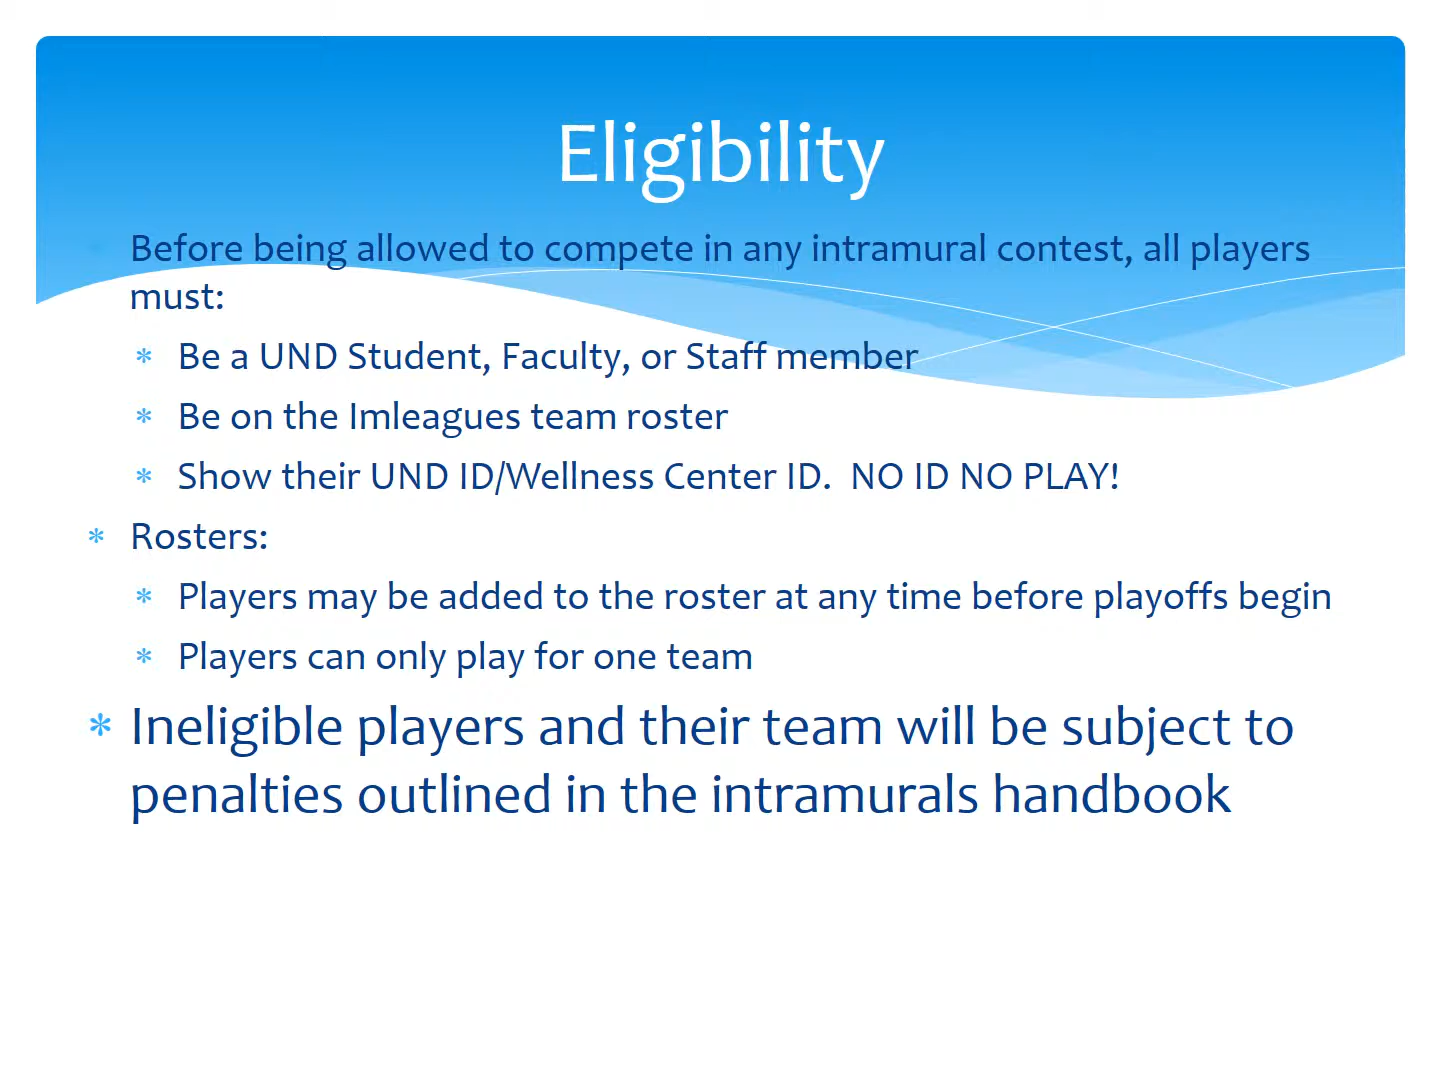 Eligibility
Before being allowed to compete in any intramural contest, all players
must:
* Be a UND Student, Faculty, or Staff member
* Be on the Imleagues team roster
* Show their UND ID/Wellness Center ID.  NO ID NO PLAY!
* Rosters:
* Players may be added to the roster at any time before playoffs begin
* Players can only play for one team
* Ineligible players and their team will be subject to
penalties outlined in the intramurals handbook